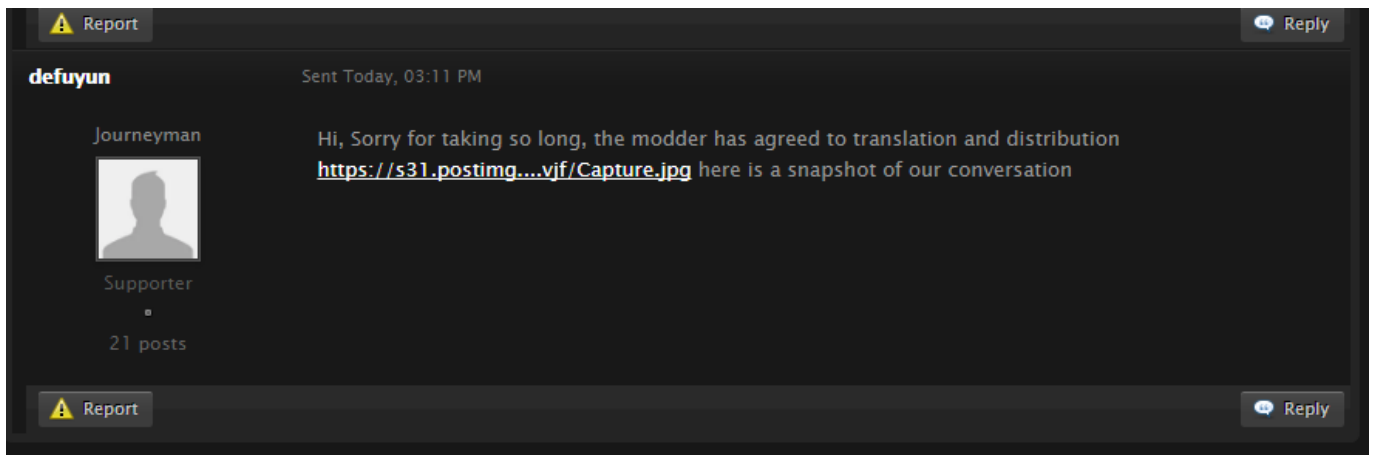 Report
Reply
defuyun
Sent Today, 03:11 PM
Journeyman
Hi, Sorry for taking so long, the modder has agreed to translation and distribution
https://s31.postimg....vjf/Capture.jpg here is a snapshot of our conversation
Supporter
21 posts
Report
Reply